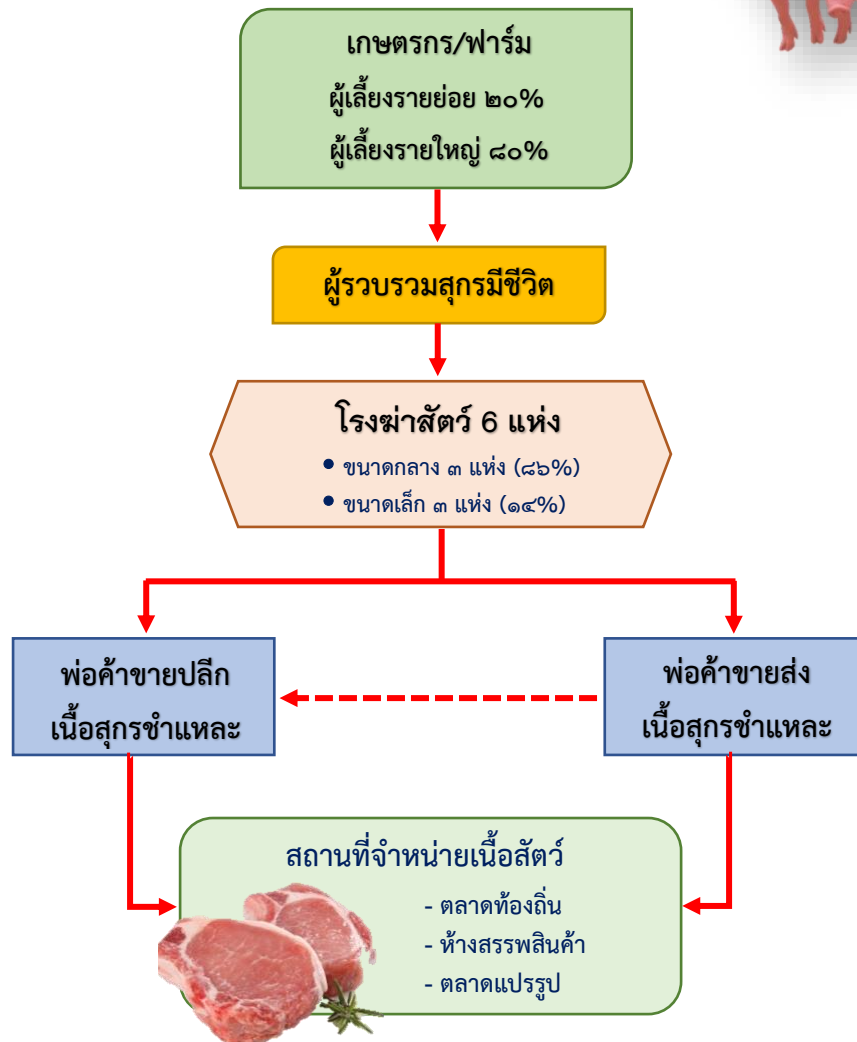 เกษตรกร/ฟาร์ม
ผู้เลี้ยงรายย่อย ๒๐%
ผู้เลี้ยงรายใหญ่ ๘๐%
ผู้รวบรวมสุกรมีชีวิต
โรงฆ่าสัตว์ 6 แห่ง
• ขนาดกลาง ๓ แห่ง (๘๖%)
• ขนาดเล็ก ๓ แห่ง (๑๔%)
พ่อค้าขายปลีก
เนื้อสุกรชำแหละ
พ่อค้าขายส่ง
เนื้อสุกรชำแหละ
สถานที่จำหน่ายเนื้อสัตว์
- ตลาดท้องถิ่น
- ห้างสรรพสินค้า
- ตลาดแปรรูป